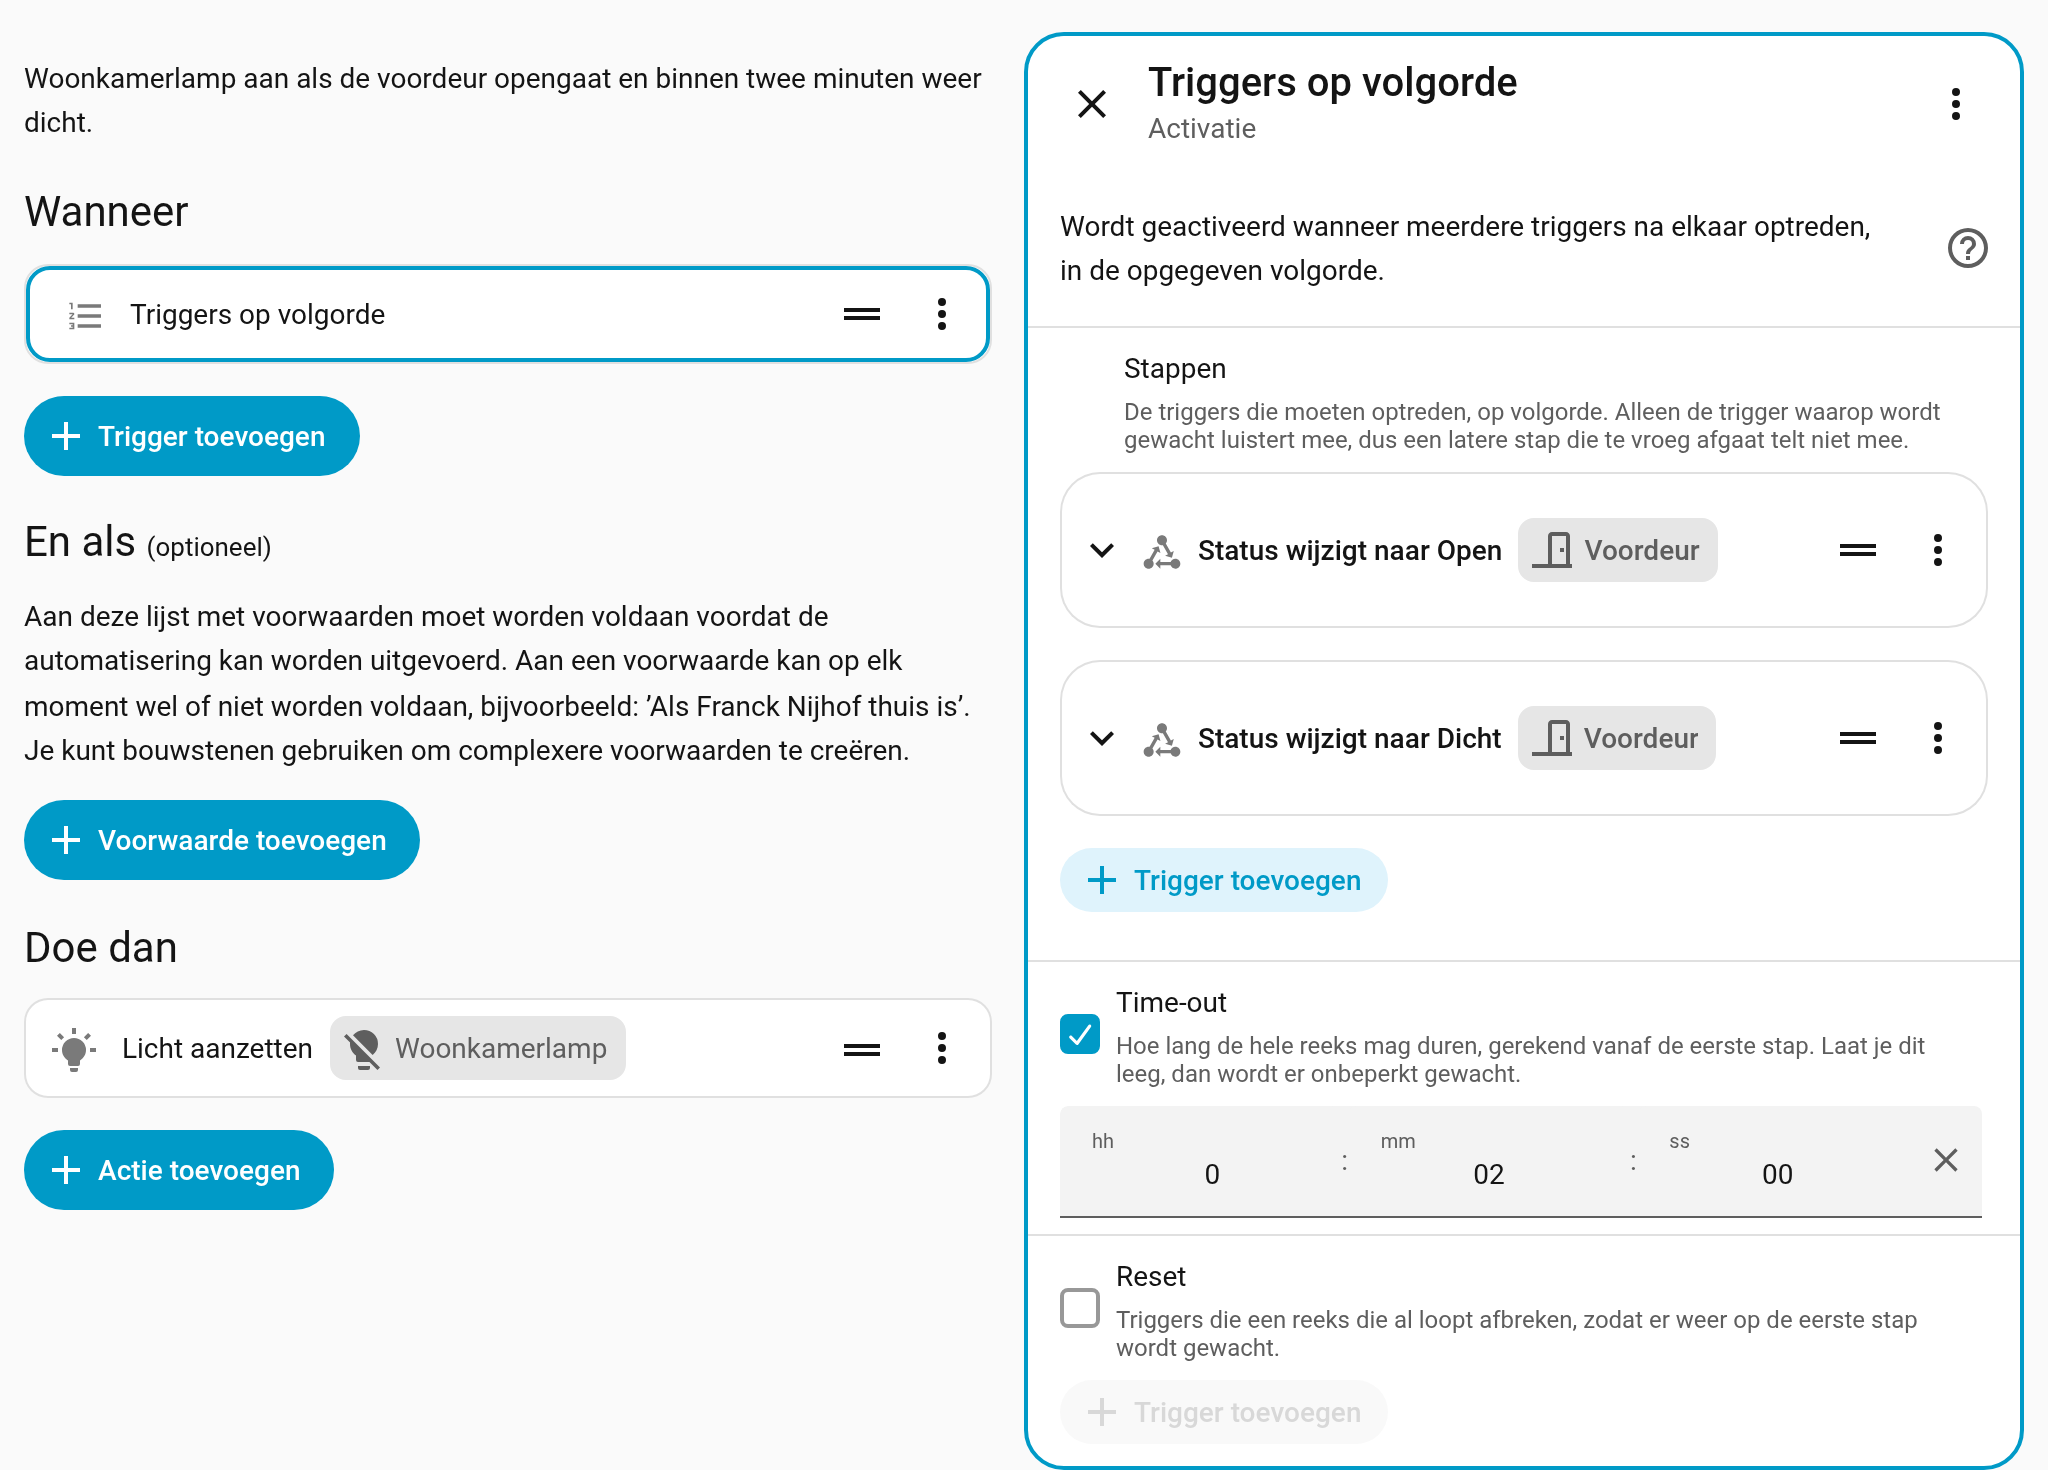 Woonkamerlamp aan als de voordeur opengaat en binnen twee minuten weer
dicht.
Wanneer
Triggers op volgorde
Trigger toevoegen
En als (optioneel)
Aan deze lijst met voorwaarden moet worden voldaan voordat de
automatisering kan worden uitgevoerd. Aan een voorwaarde kan op elk
moment wel of niet worden voldaan, bijvoorbeeld: ’Als Franck Nijhof thuis is’.
Je kunt bouwstenen gebruiken om complexere voorwaarden te creëren.
Voorwaarde toevoegen
Doe dan
Licht aanzetten Woonkamerlamp
Actie toevoegen
Triggers op volgorde
Activatie
Wordt geactiveerd wanneer meerdere triggers na elkaar optreden,
in de opgegeven volgorde.
Stappen
De triggers die moeten optreden, op volgorde. Alleen de trigger waarop wordt
gewacht luistert mee, dus een latere stap die te vroeg afgaat telt niet mee.
Status wijzigt naar Open Voordeur
Status wijzigt naar Dicht Voordeur
Trigger toevoegen
Time-out
Hoe lang de hele reeks mag duren, gerekend vanaf de eerste stap. Laat je dit
leeg, dan wordt er onbeperkt gewacht.
hh mm ss
0 : 02 : 00
Reset
Triggers die een reeks die al loopt afbreken, zodat er weer op de eerste stap
wordt gewacht.
Trigger toevoegen